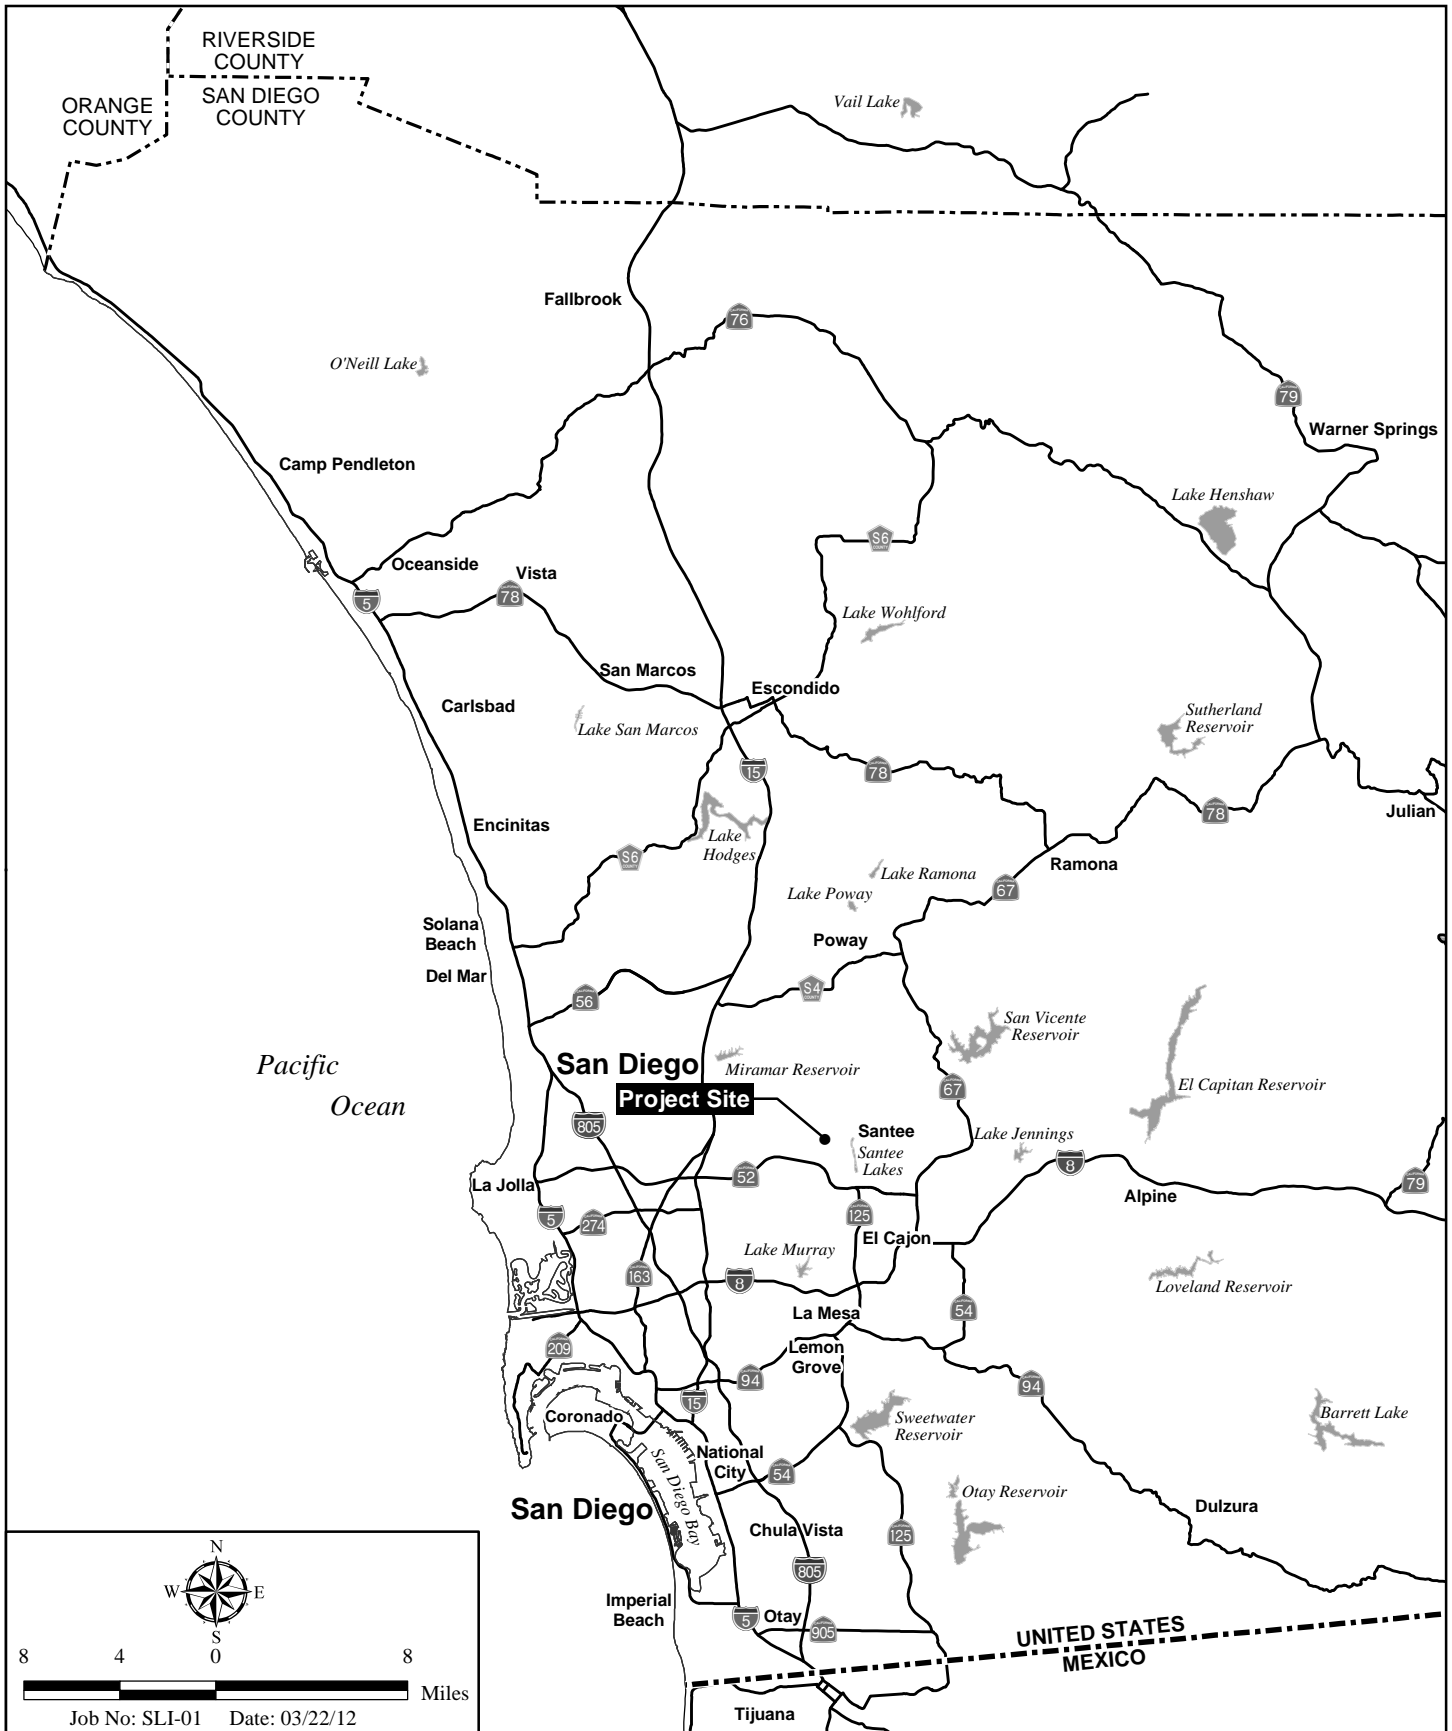 RIVERSIDE
COUNTY
ORANGE
COUNTY
SAN DIEGO
COUNTY
Vail Lake
Fallbrook
76
O'Neill Lake
79
Warner Springs
Camp Pendleton
Lake Henshaw
S6
COUNTY
Oceanside
Vista
78
5
Lake Wohlford
San Marcos
Escondido
Carlsbad
Lake San Marcos
Sutherland
Reservoir
15
78
78
Julian
Encinitas
Lake
Hodges
S6
COUNTY
Ramona
Lake Ramona
67
Lake Poway
Solana
Beach
Poway
Del Mar
56
S4
COUNTY
San Vicente
Reservoir
Pacific
Ocean
San Diego
Miramar Reservoir
El Capitan Reservoir
67
Project Site
805
Santee
Lake Jennings
Santee
Lakes
8
52
La Jolla
79
Alpine
5
274
125
El Cajon
Lake Murray
163
8
Loveland Reservoir
La Mesa
54
209
Lemon
Grove
94
94
15
Coronado
Sweetwater
Reservoir
Barrett Lake
National
City
54
San Diego Bay
Otay Reservoir
San Diego
Dulzura
Chula Vista
125
805
Imperial
Beach
5
Otay
905
UNITED STATES
MEXICO
Tijuana
N
W
E
S
8
4
0
8
Miles
Job No: SLI-01 Date: 03/22/12